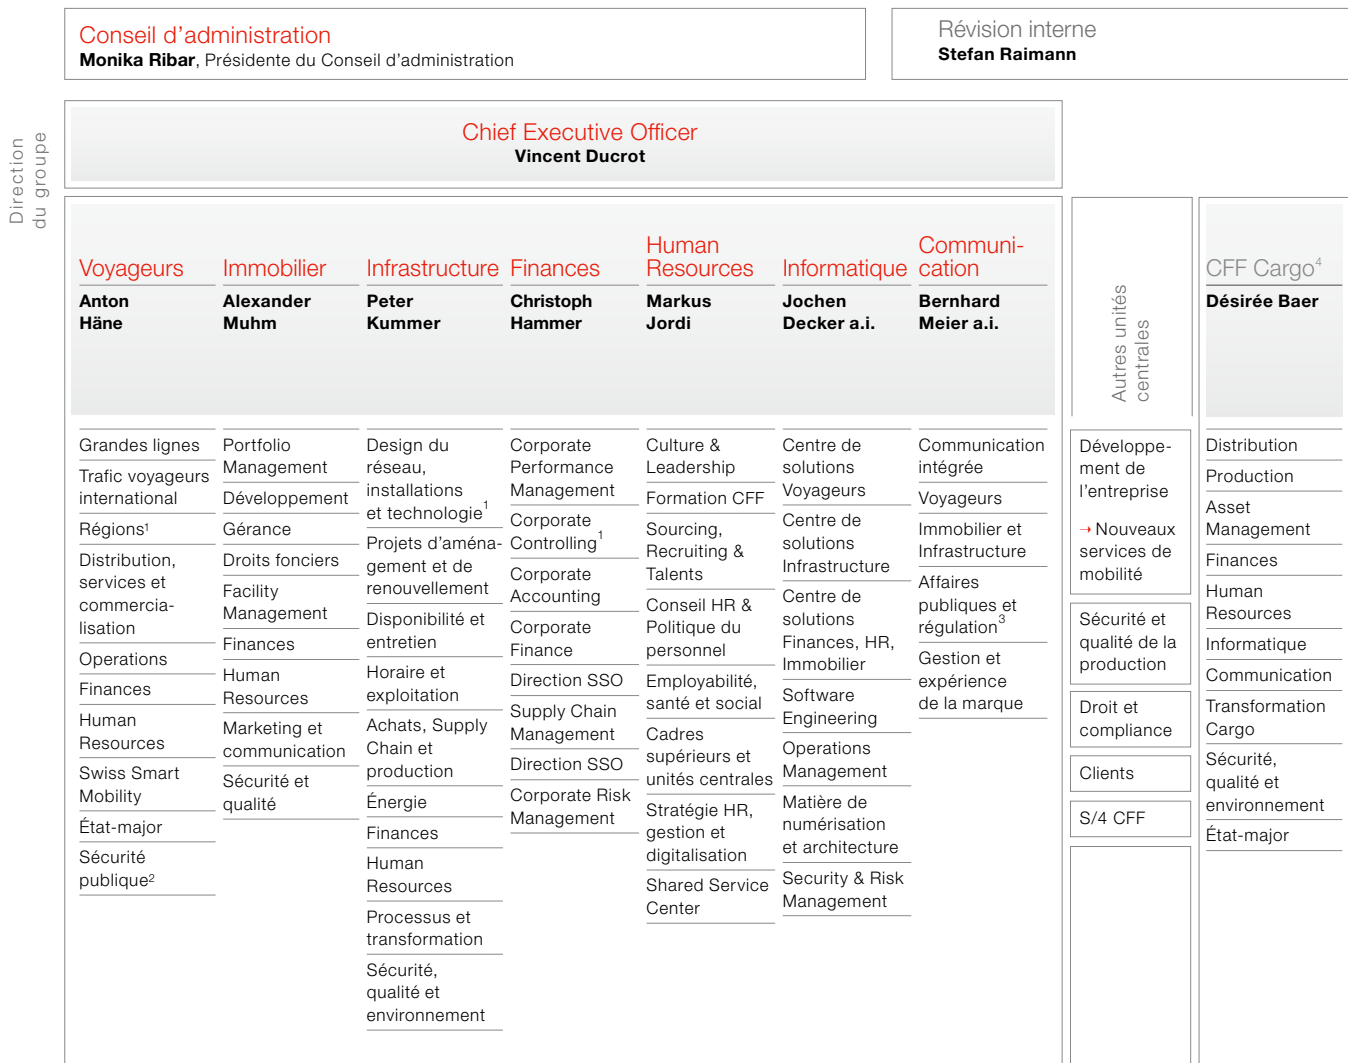 Conseil d’administration
Monika Ribar, Présidente du Conseil d’administration
Révision interne
Stefan Raimann
Direction
du groupe
Chief Executive Officer
Vincent Ducrot
Voyageurs
Anton
Häne
Grandes lignes
Trafic voyageurs
international
Régions¹
Distribution,
services et
commercia-
lisation
Operations
Finances
Human
Resources
Swiss Smart
Mobility
État-major
Sécurité
publique²
Immobilier
Alexander
Muhm
Portfolio
Management
Développement
Gérance
Droits fonciers
Facility
Management
Finances
Human
Resources
Marketing et
communication
Sécurité et
qualité
Infrastructure
Peter
Kummer
Design du
réseau,
installations
et technologie¹
Projets d’aména-
gement et de
renouvellement
Disponibilité et
entretien
Horaire et
exploitation
Achats, Supply
Chain et
production
Énergie
Finances
Human
Resources
Processus et
transformation
Sécurité,
qualité et
environnement
Finances
Christoph
Hammer
Corporate
Performance
Management
Corporate
Controlling¹
Corporate
Accounting
Corporate
Finance
Direction SSO
Supply Chain
Management
Direction SSO
Corporate Risk
Management
Human
Resources
Markus
Jordi
Culture &
Leadership
Formation CFF
Sourcing,
Recruiting &
Talents
Conseil HR &
Politique du
personnel
Employabilité,
santé et social
Cadres
supérieurs et
unités centrales
Stratégie HR,
gestion et
digitalisation
Shared Service
Center
Informatique
Jochen
Decker a.i.
Centre de
solutions
Voyageurs
Centre de
solutions
Infrastructure
Centre de
solutions
Finances, HR,
Immobilier
Software
Engineering
Operations
Management
Matière de
numérisation
et architecture
Security & Risk
Management
Communi-
cation
Bernhard
Meier a.i.
Communication
intégrée
Voyageurs
Immobilier et
Infrastructure
Affaires
publiques et
régulation³
Gestion et
expérience
de la marque
Autres unités
centrales
Développe-
ment de
l’entreprise
→ Nouveaux
services de
mobilité
Sécurité et
qualité de la
production
Droit et
compliance
Clients
S/4 CFF
CFF Cargo⁴
Désirée Baer
Distribution
Production
Asset
Management
Finances
Human
Resources
Informatique
Communication
Transformation
Cargo
Sécurité,
qualité et
environnement
État-major